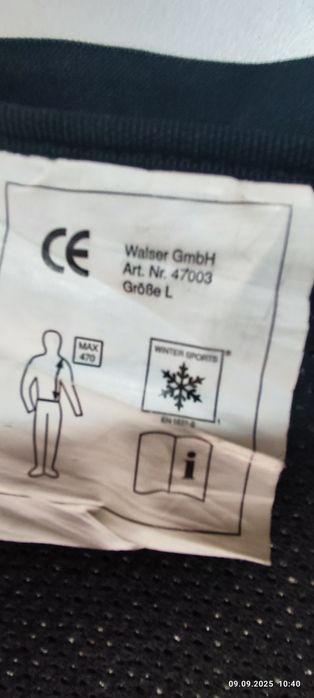 CE
Walser GmbH
Art. Nr. 47003
Größe L
MAX
470
WINTER SPORTS
®
i
09.09.2025 10:40